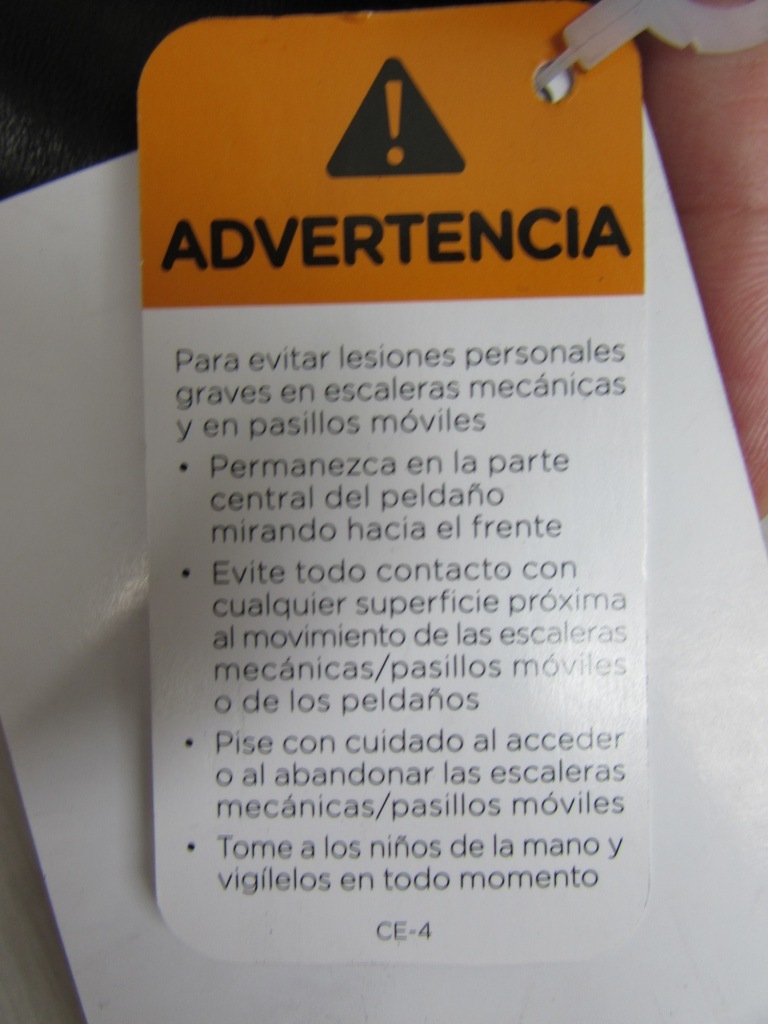 ADVERTENCIA
Para evitar lesiones personales
graves en escaleras mecánicas
y en pasillos móviles
• Permanezca en la parte
central del peldaño
mirando hacia el frente
• Evite todo contacto con
cualquier superficie próxima
al movimiento de las escaleras
mecánicas/pasillos móviles
o de los peldaños
• Pise con cuidado al acceder
o al abandonar las escaleras
mecánicas/pasillos móviles
• Tome a los niños de la mano y
vigílelos en todo momento
CE-4